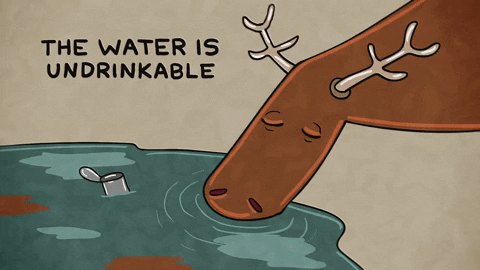 THE WATER IS
UNDRINKABLE